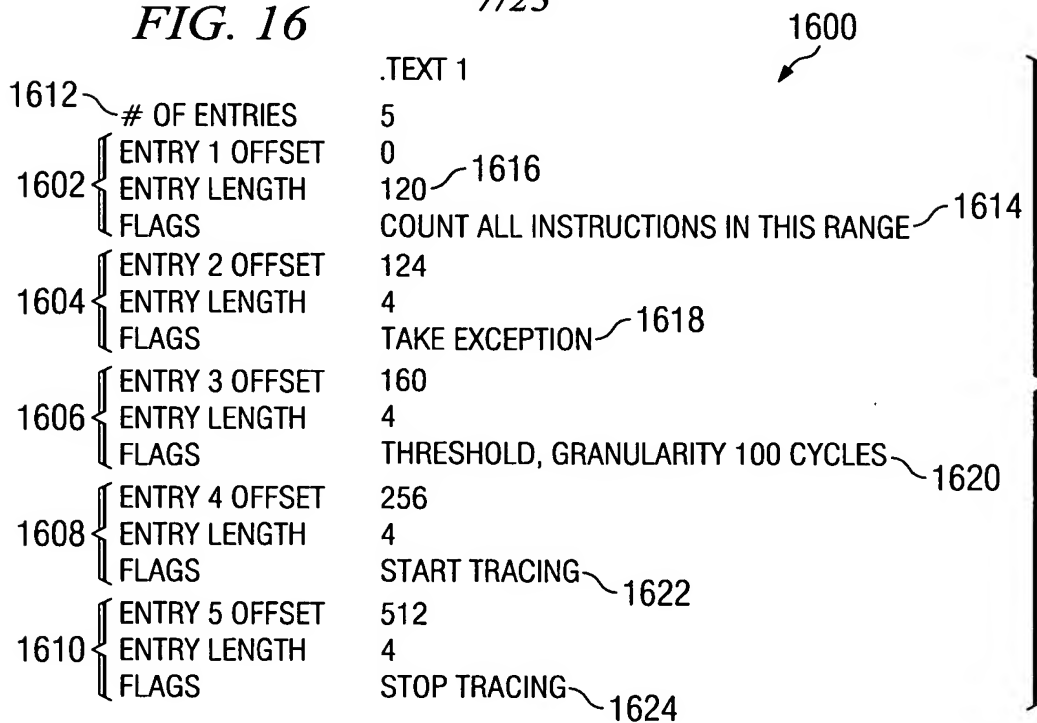 FIG. 16
7/23
1600
.TEXT 1
1612 # OF ENTRIES 5
ENTRY 1 OFFSET 0
1602 ENTRY LENGTH 120 1616
FLAGS COUNT ALL INSTRUCTIONS IN THIS RANGE 1614
ENTRY 2 OFFSET 124
1604 ENTRY LENGTH 4
FLAGS TAKE EXCEPTION 1618
ENTRY 3 OFFSET 160
1606 ENTRY LENGTH 4
FLAGS THRESHOLD, GRANULARITY 100 CYCLES 1620
ENTRY 4 OFFSET 256
1608 ENTRY LENGTH 4
FLAGS START TRACING 1622
ENTRY 5 OFFSET 512
1610 ENTRY LENGTH 4
FLAGS STOP TRACING 1624